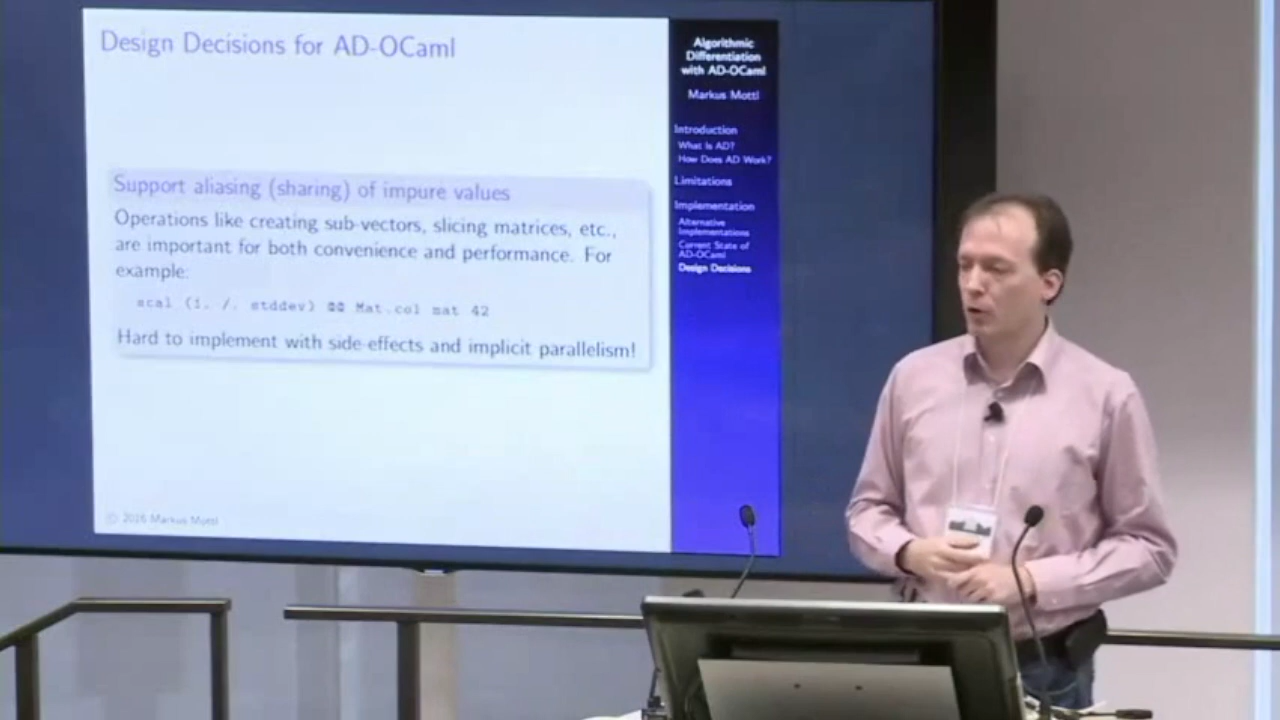 Design Decisions for AD-OCaml
Support aliasing (sharing) of impure values
Operations like creating sub-vectors, slicing matrices, etc.,
are important for both convenience and performance. For
example:
scal (1. /. stddev) @@ Mat.col mat 42
Hard to implement with side-effects and implicit parallelism!
© 2016 Markus Mottl
Algorithmic
Differentiation
with AD-OCaml
Markus Mottl
Introduction
What Is AD?
How Does AD Work?
Limitations
Implementation
Alternative
Implementations
Current State of
AD-OCaml
Design Decisions